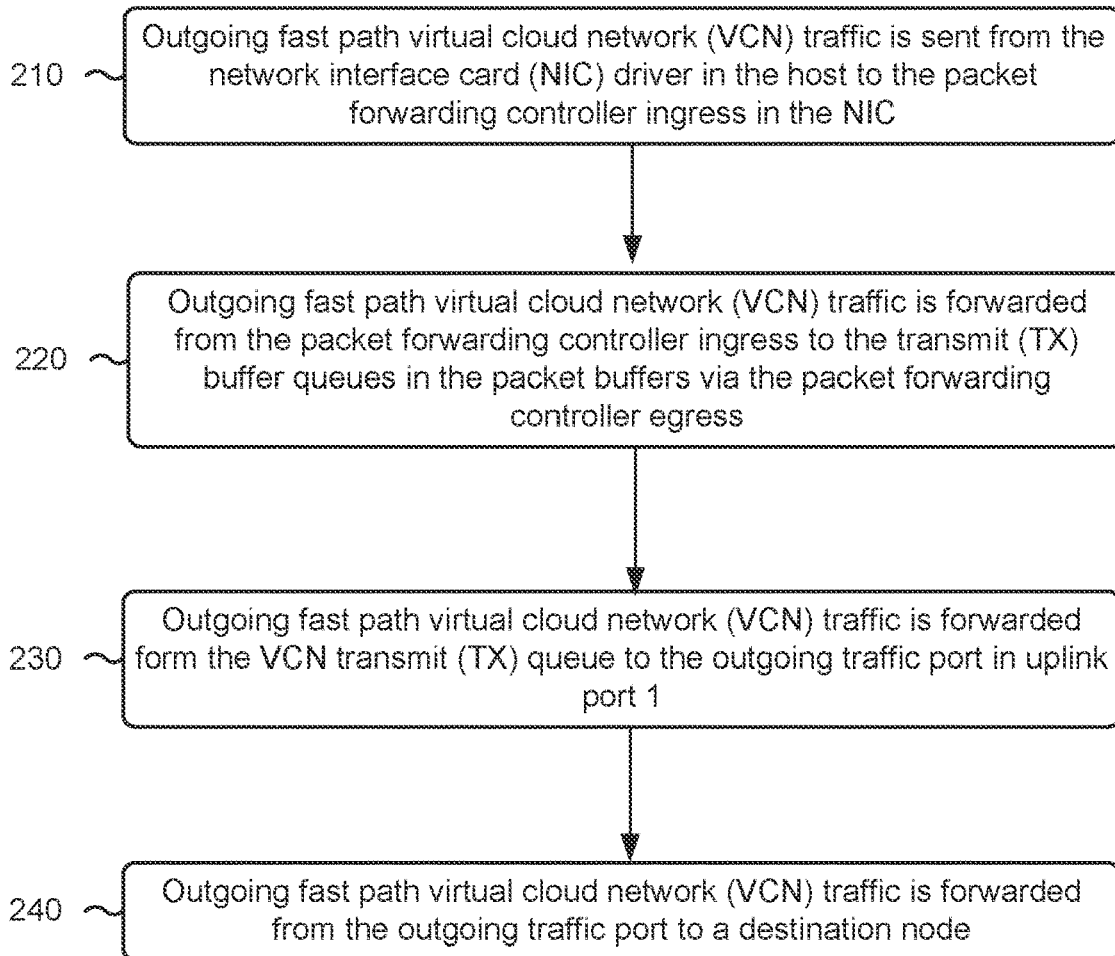 Outgoing fast path virtual cloud network (VCN) traffic is sent from the
210
network interface card (NIC) driver in the host to the packet
forwarding controller ingress in the NIC
Outgoing fast path virtual cloud network (VCN) traffic is forwarded
from the packet forwarding controller ingress to the transmit (TX)
220
buffer queues in the packet buffers via the packet forwarding
controller egress
Outgoing fast path virtual cloud network (VCN) traffic is forwarded
230
form the VCN transmit (TX) queue to the outgoing traffic port in uplink
port 1
Outgoing fast path virtual cloud network (VCN) traffic is forwarded
240
from the outgoing traffic port to a destination node